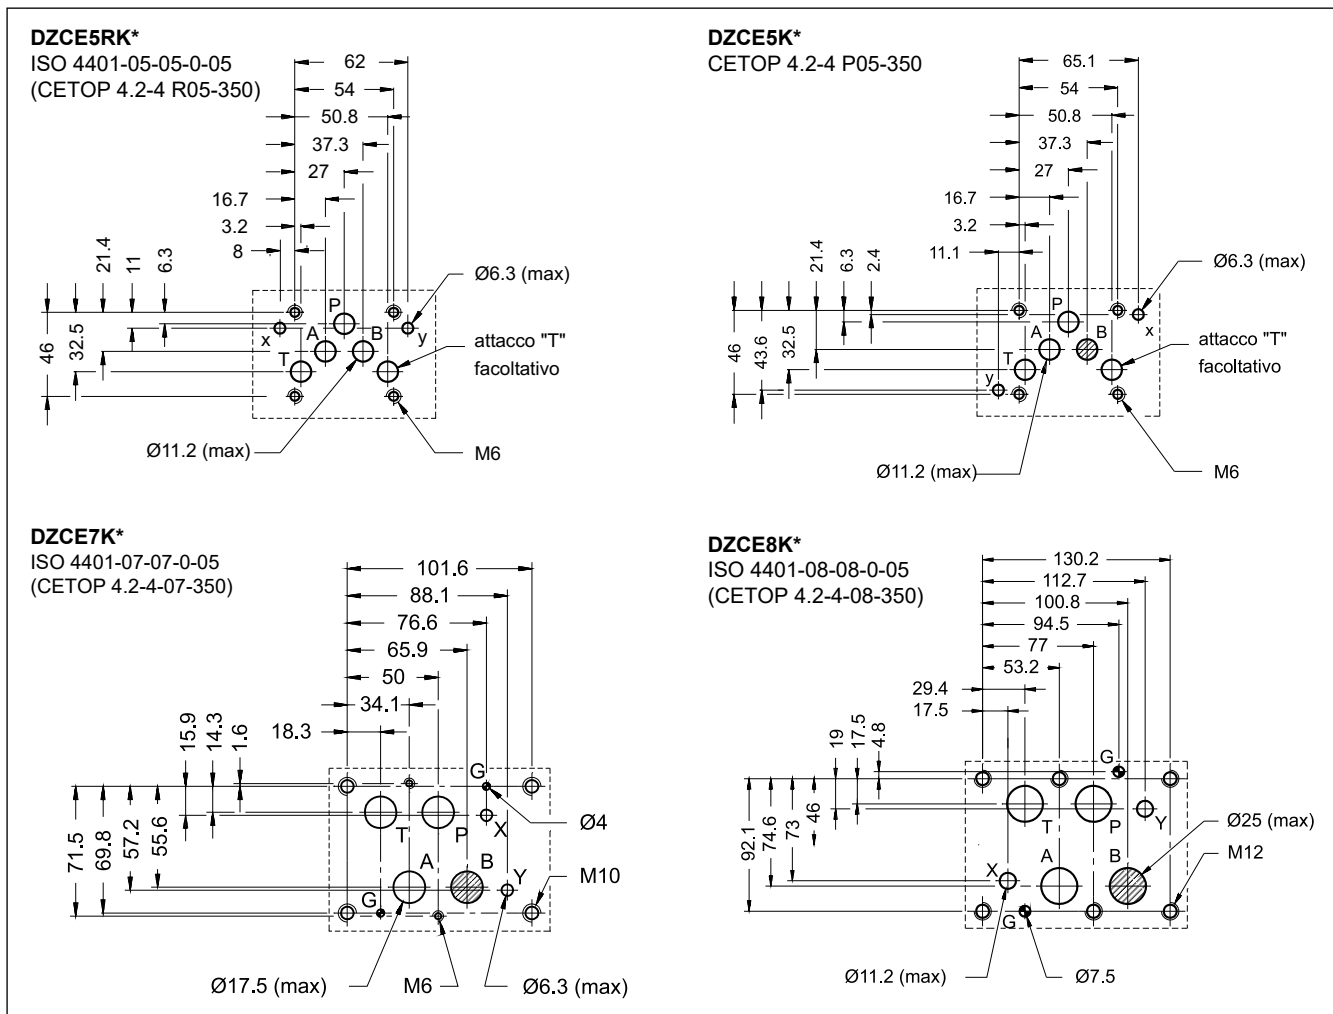 DZCE5RK*
ISO 4401-05-05-0-05
(CETOP 4.2-4 R05-350)
62
54
50.8
37.3
27
16.7
3.2
8
21.4
11
6.3
46
32.5
Ø6.3 (max)
P
x
A
B
y
T
attacco "T"
facoltativo
Ø11.2 (max)
M6
DZCE5K*
CETOP 4.2-4 P05-350
65.1
54
50.8
37.3
27
16.7
3.2
11.1
21.4
6.3
2.4
46
43.6
32.5
Ø6.3 (max)
P
x
A
B
T
y
attacco "T"
facoltativo
Ø11.2 (max)
M6
DZCE7K*
ISO 4401-07-07-0-05
(CETOP 4.2-4-07-350)
101.6
88.1
76.6
65.9
50
34.1
18.3
15.9
14.3
1.6
71.5
69.8
57.2
55.6
G
T
P
X
Ø4
A
B
Y
M10
G
Ø17.5 (max)
M6
Ø6.3 (max)
DZCE8K*
ISO 4401-08-08-0-05
(CETOP 4.2-4-08-350)
130.2
112.7
100.8
94.5
77
53.2
29.4
17.5
19
17.5
4.8
92.1
74.6
73
46
G
T
P
Y
Ø25 (max)
X
A
B
M12
G
Ø11.2 (max)
Ø7.5